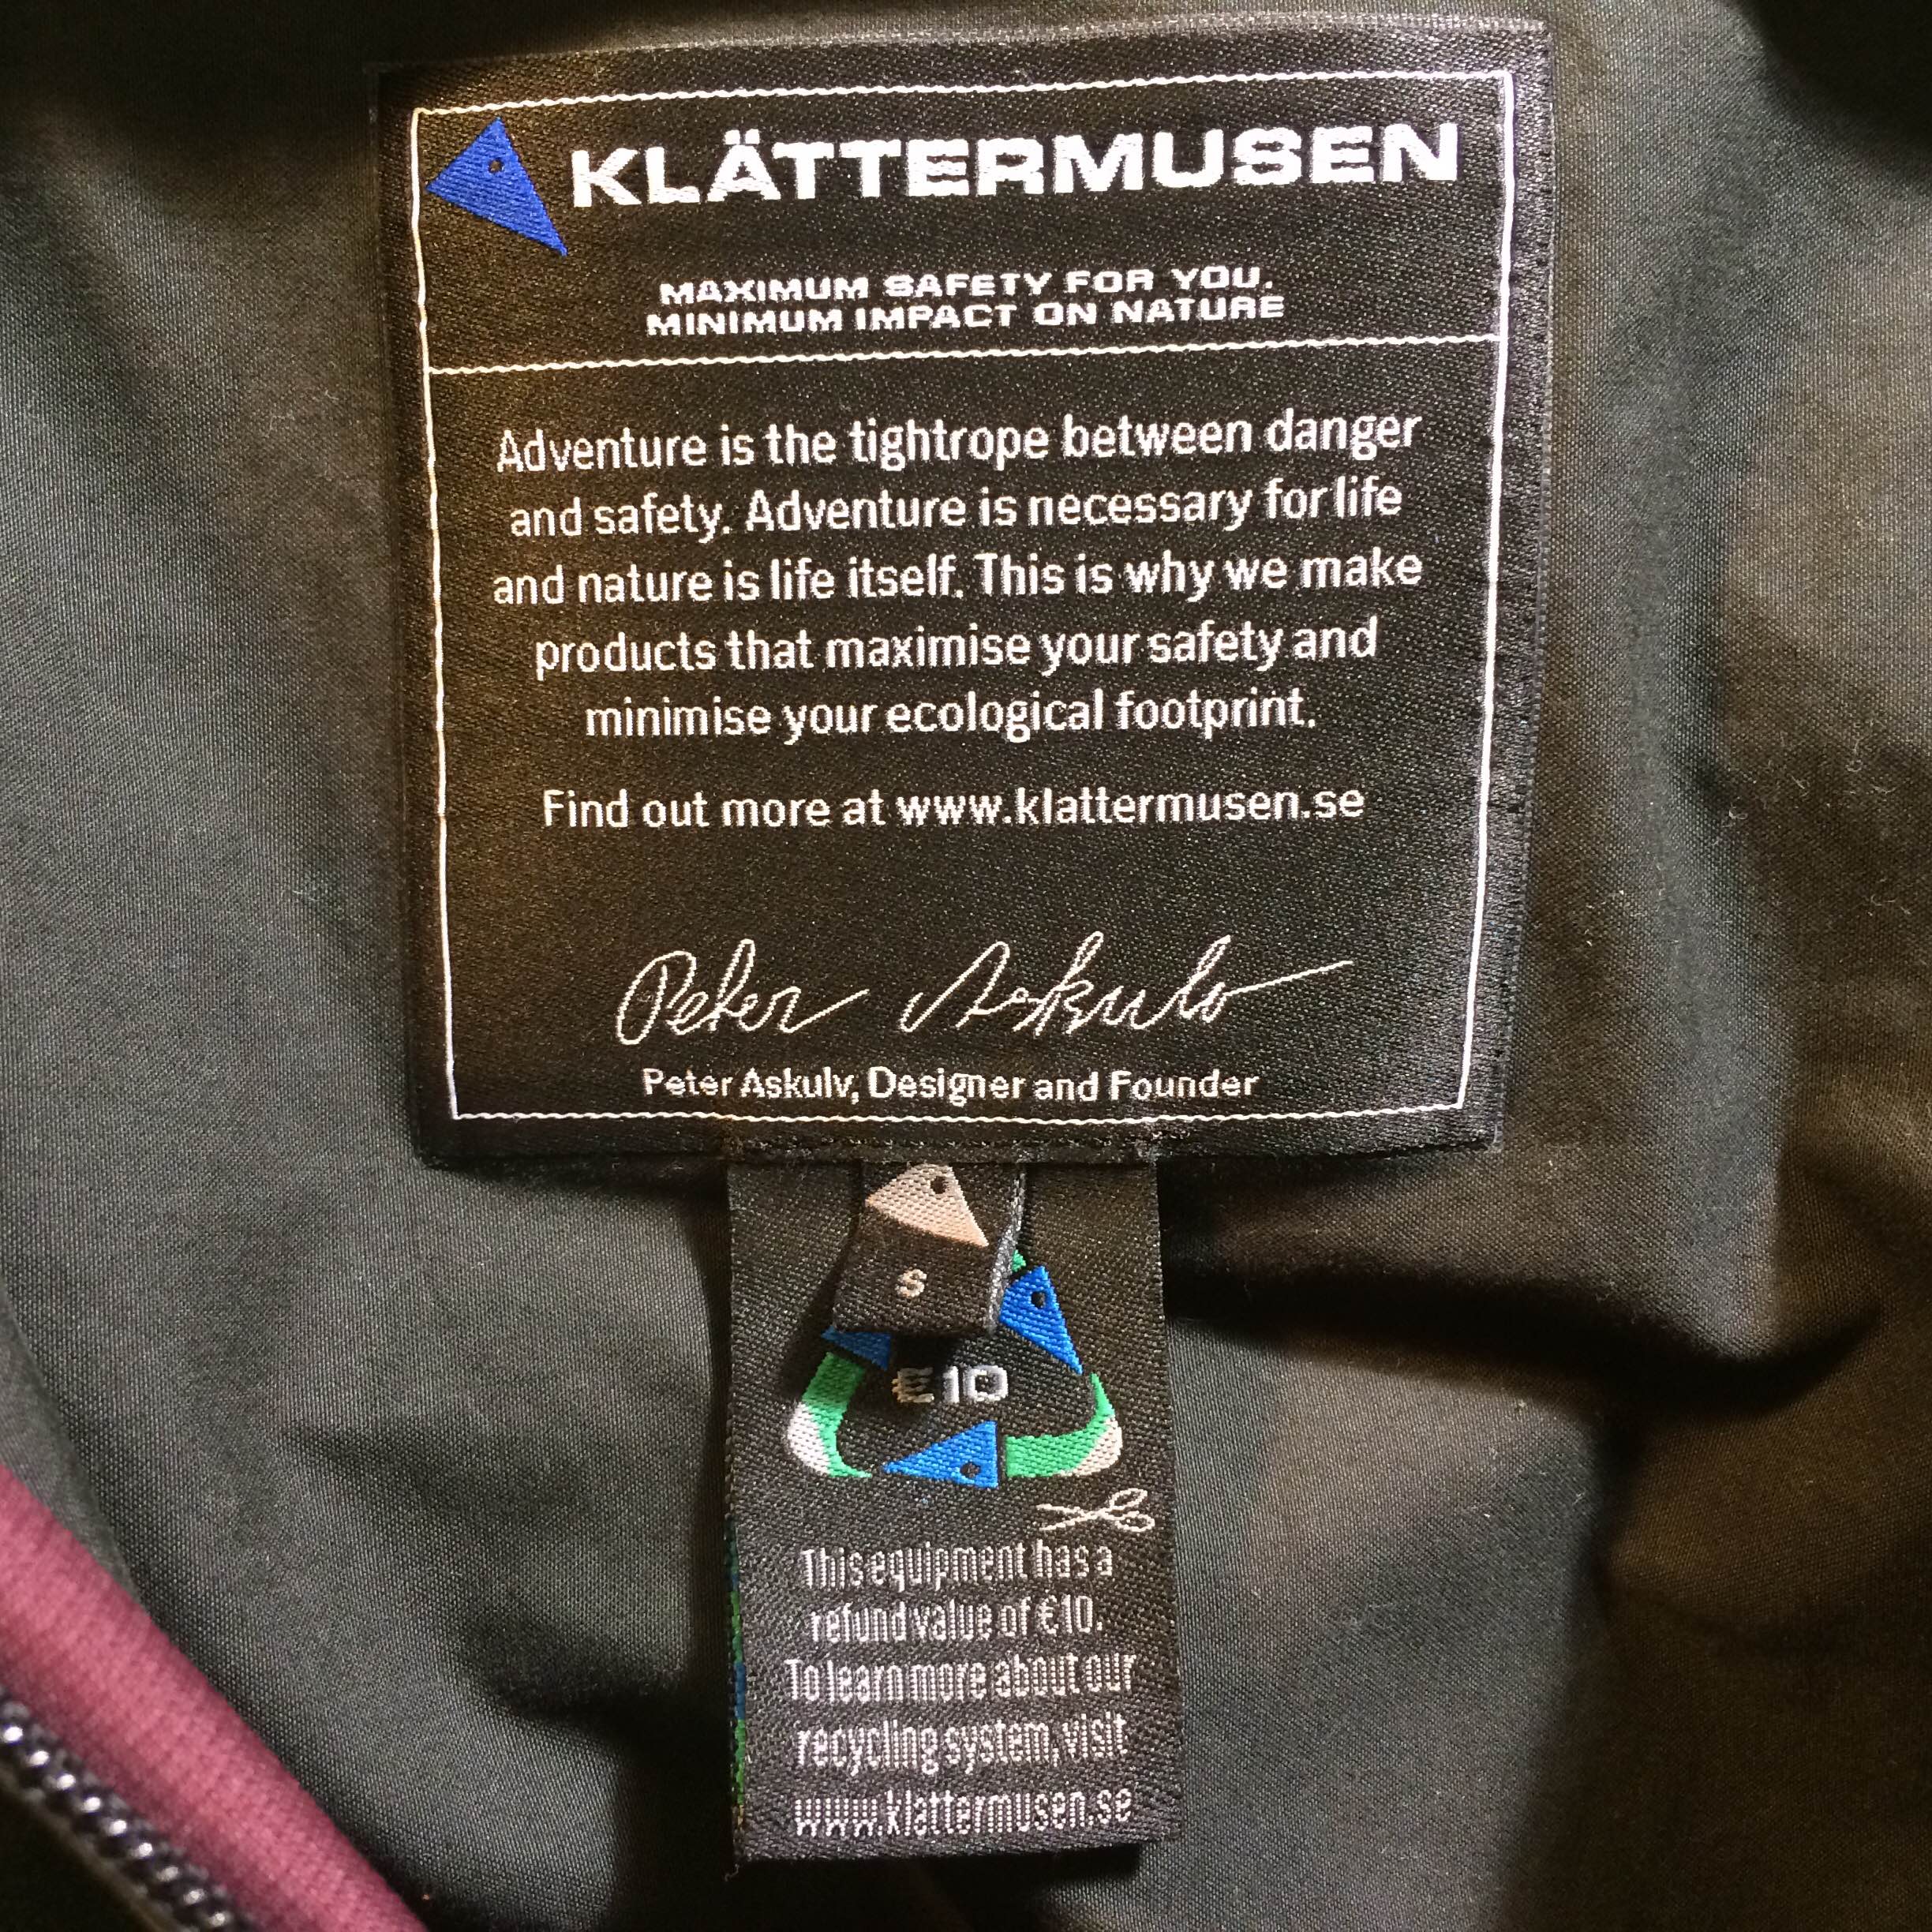 KLÄTTERMUSEN
MAXIMUM SAFETY FOR YOU.
MINIMUM IMPACT ON NATURE
Adventure is the tightrope between danger
and safety. Adventure is necessary for life
and nature is life itself. This is why we make
products that maximise your safety and
minimise your ecological footprint.
Find out more at www.klattermusen.se
Peter Askulv
Peter Askulv, Designer and Founder
S
€10
This equipment has a
refund value of €10.
To learn more about our
recycling system, visit
www.klattermusen.se